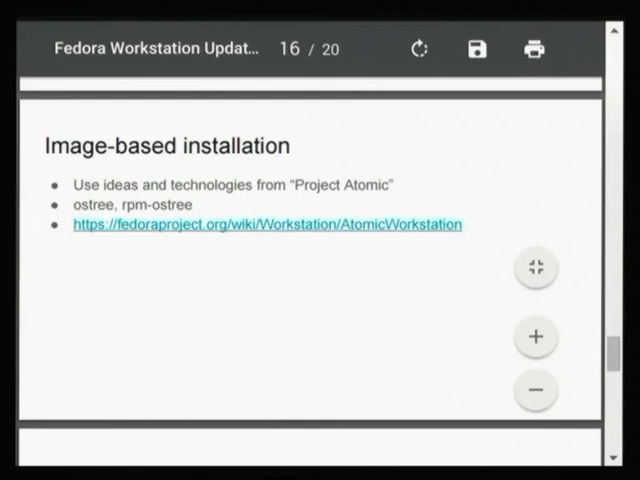 Fedora Workstation Updat... 16 / 20
Image-based installation
● Use ideas and technologies from “Project Atomic”
● ostree, rpm-ostree
● https://fedoraproject.org/wiki/Workstation/AtomicWorkstation